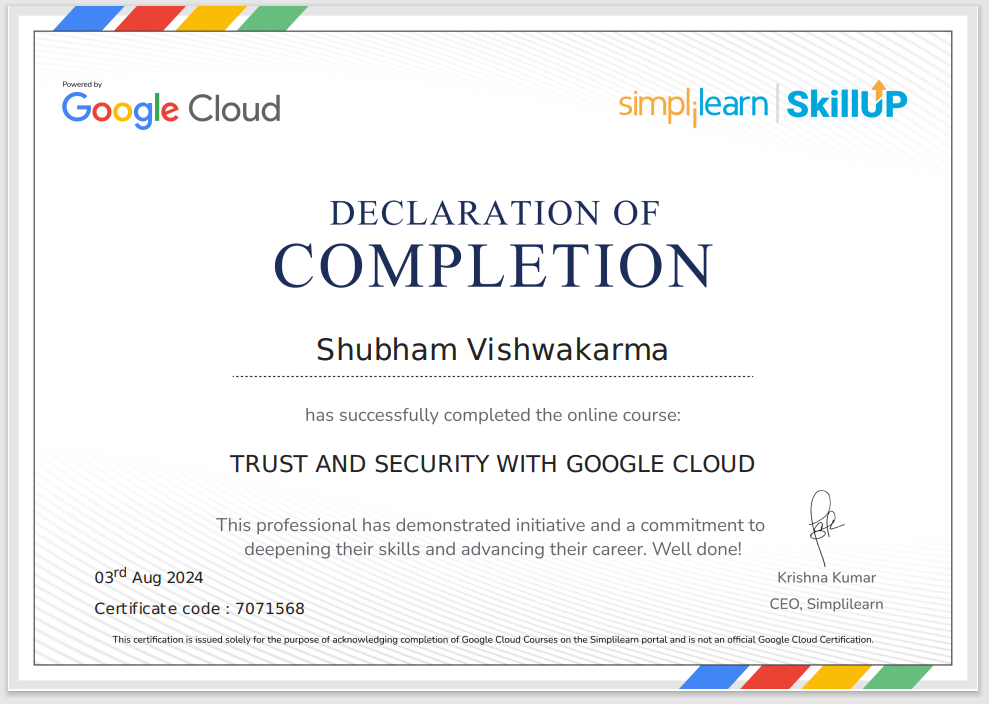 Powered by
Google Cloud
simplilearn | SkillUP
DECLARATION OF
COMPLETION
Shubham Vishwakarma
has successfully completed the online course:
TRUST AND SECURITY WITH GOOGLE CLOUD
This professional has demonstrated initiative and a commitment to
deepening their skills and advancing their career. Well done!
03rd Aug 2024
Certificate code : 7071568
Krishna Kumar
CEO, Simplilearn
This certification is issued solely for the purpose of acknowledging completion of Google Cloud Courses on the Simplilearn portal and is not an official Google Cloud Certification.